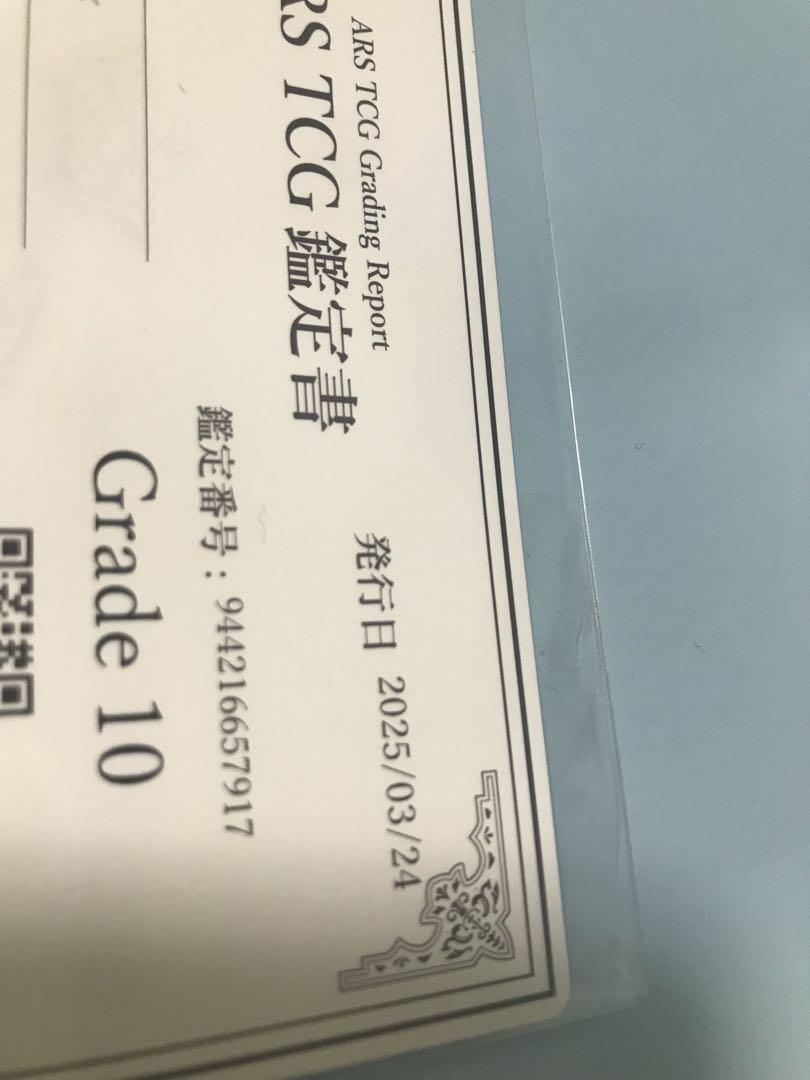 ARS TCG Grading Report
RS TCG 鑑定書
発行日 2025/03/24
鑑定番号：944216657917
Grade 10